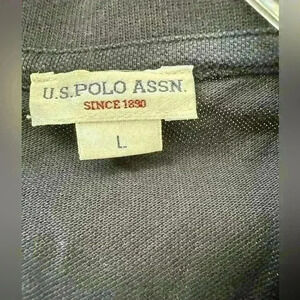 U.S. POLO ASSN.
SINCE 1890
L